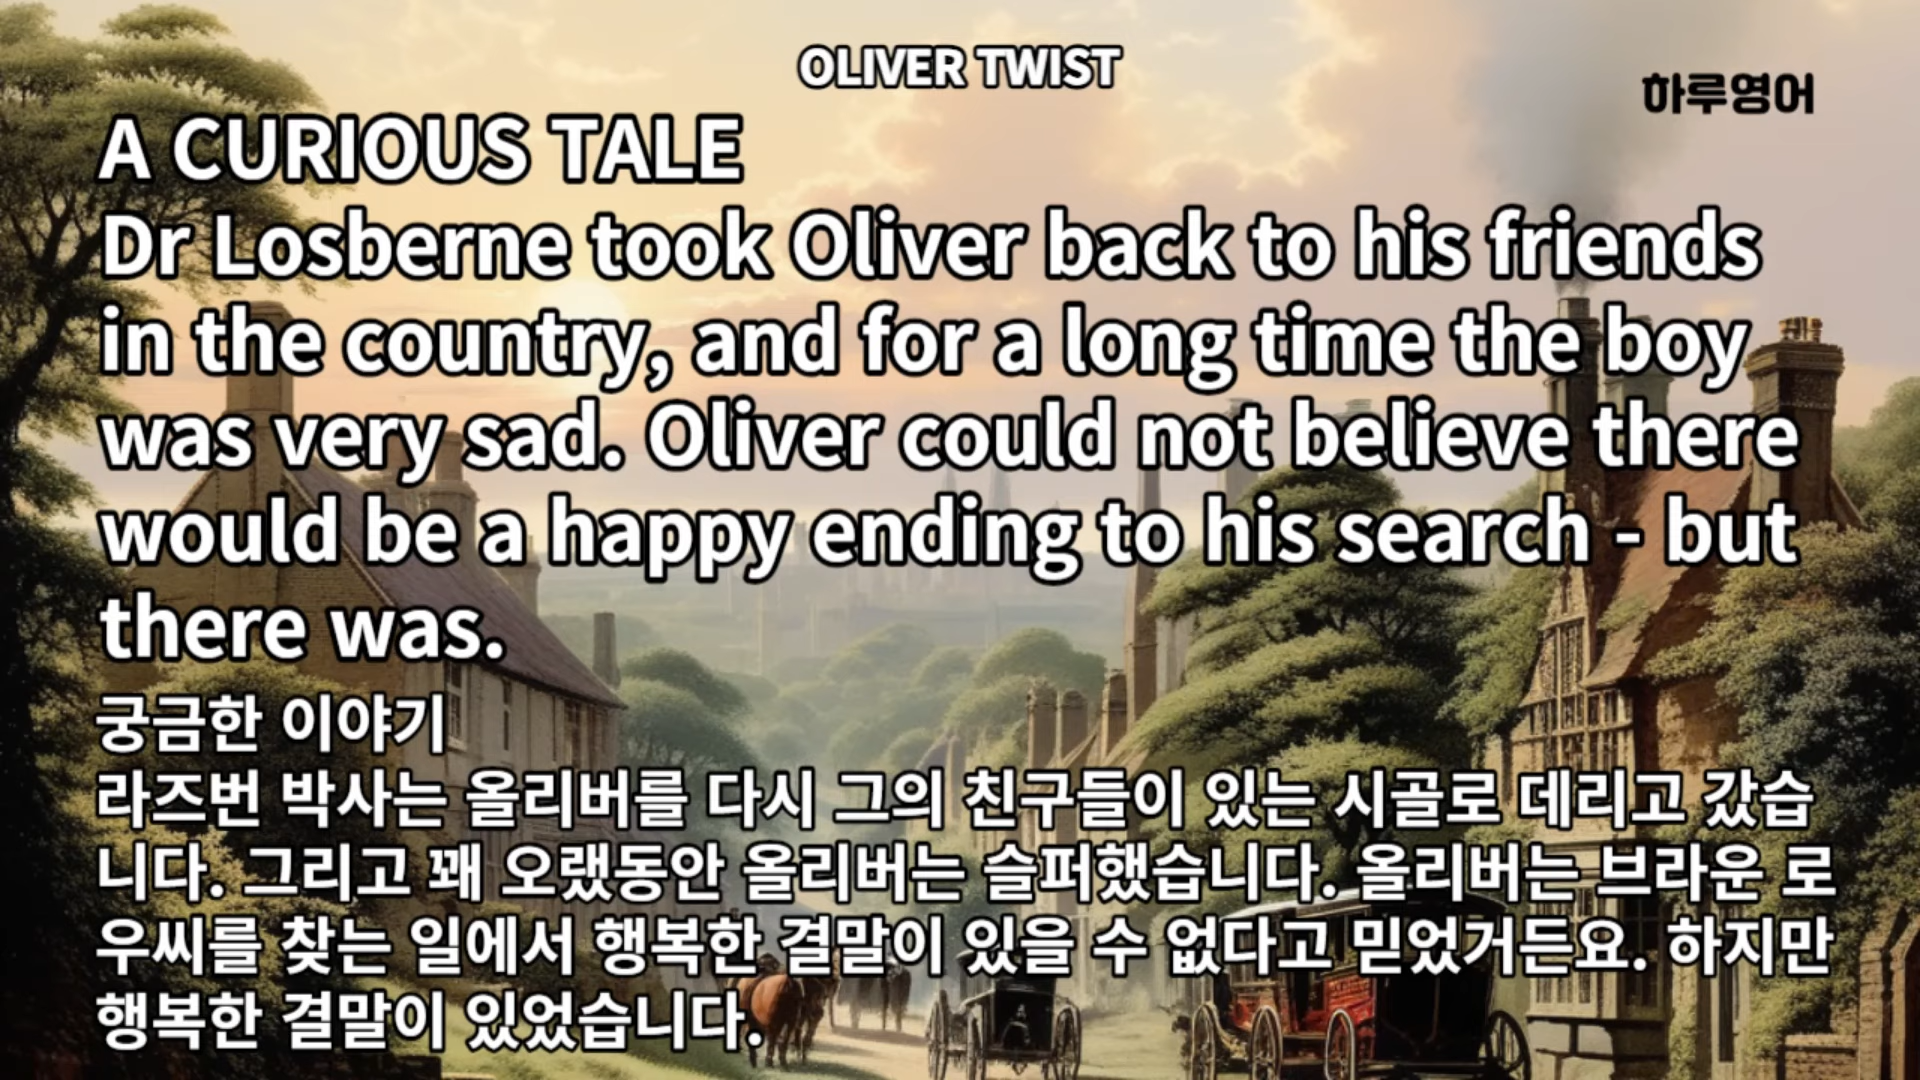 OLIVER TWIST
하루영어
A CURIOUS TALE
Dr Losberne took Oliver back to his friends
in the country, and for a long time the boy
was very sad. Oliver could not believe there
would be a happy ending to his search - but
there was.
궁금한 이야기
라즈번 박사는 올리버를 다시 그의 친구들이 있는 시골로 데리고 갔습
니다. 그리고 꽤 오랬동안 올리버는 슬퍼했습니다. 올리버는 브라운 로
우씨를 찾는 일에서 행복한 결말이 있을 수 없다고 믿었거든요. 하지만
행복한 결말이 있었습니다.